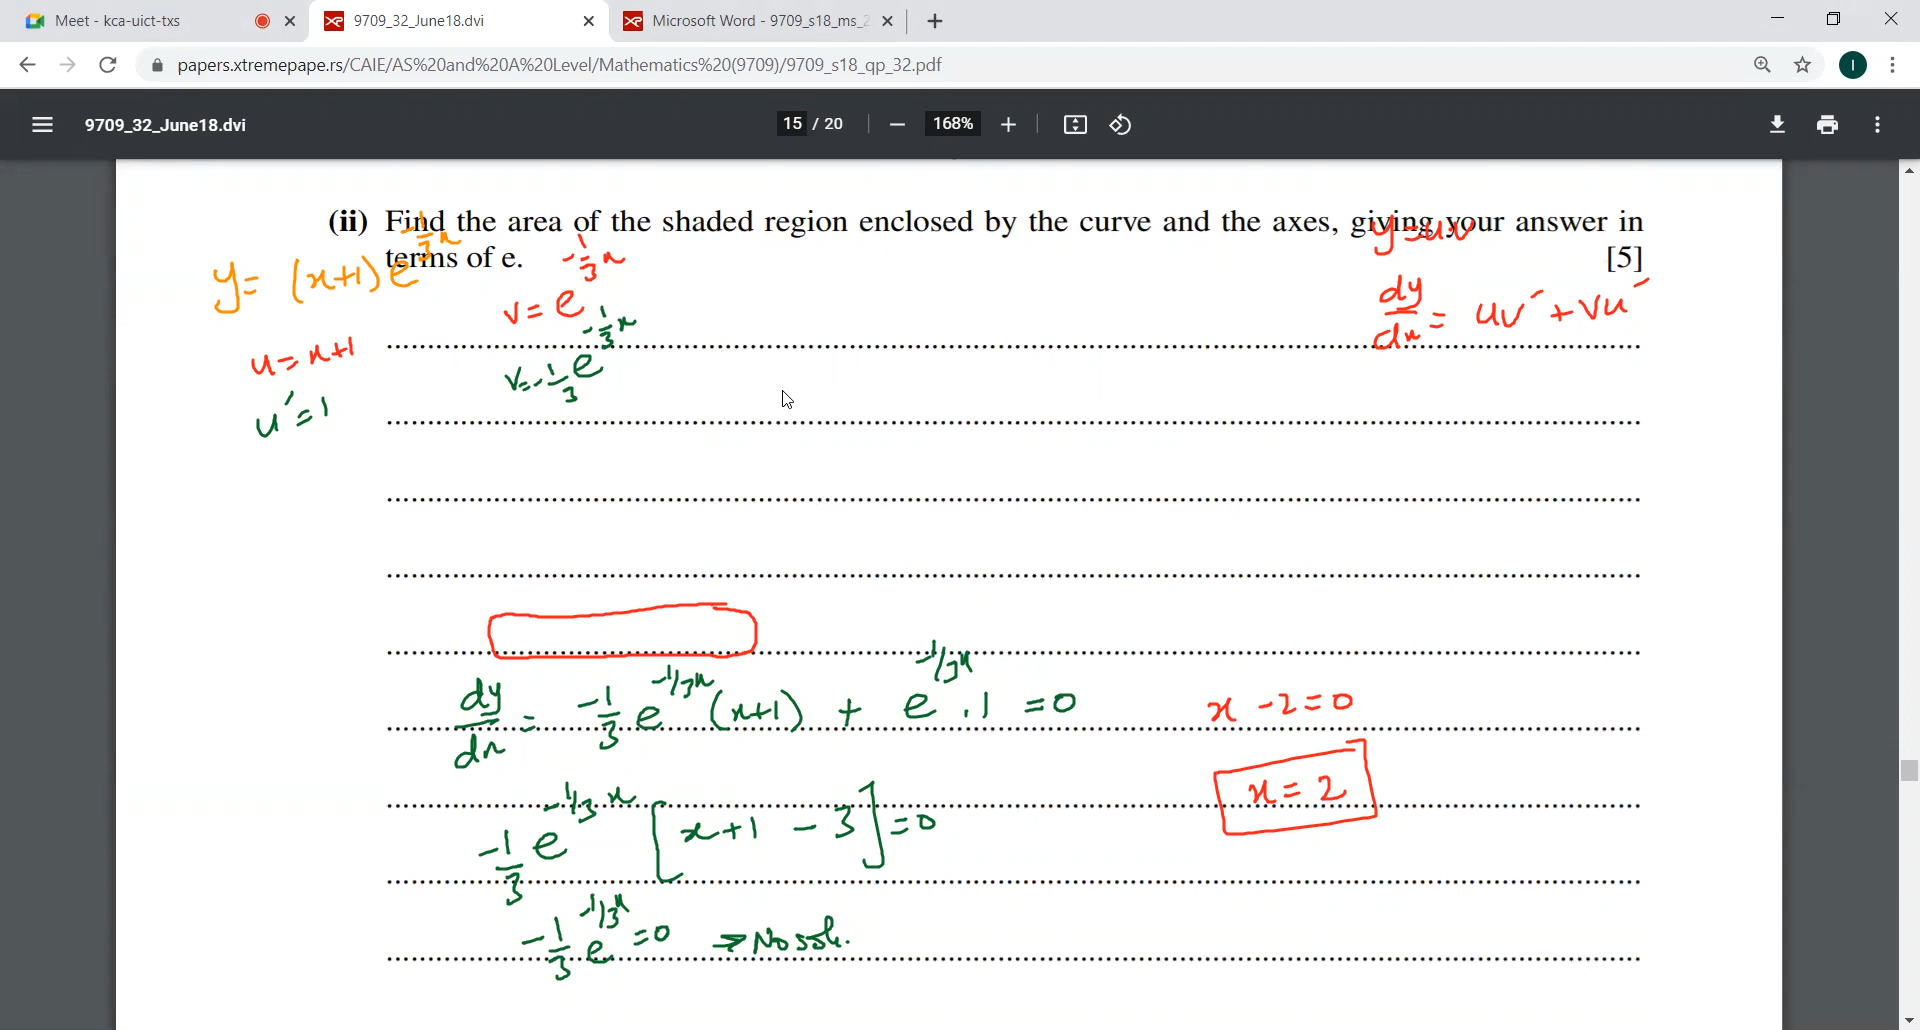 Meet - kca-uict-txs
9709_32_June18.dvi
Microsoft Word - 9709_s18_ms_2
papers.xtremepape.rs/CAIE/AS%20and%20A%20Level/Mathematics%20(9709)/9709_s18_qp_32.pdf
I
9709_32_June18.dvi
15 / 20
168%
(ii) Find the area of the shaded region enclosed by the curve and the axes, giving your answer in
terms of e. [5]
y = (x+1) e^{-1/3 x}
y = uv
v = e^{-1/3 x}
dy/dx = uv′ + vu′
u = x+1
v = -1/3 e^{-1/3 x}
u′ = 1
dy/dx = -1/3 e^{-1/3 x} (x+1) + e^{-1/3 x} . 1 = 0
x - 2 = 0
-1/3 e^{-1/3 x} [x+1 - 3] = 0
x = 2
-1/3 e^{-1/3 x} = 0 ⇒ No soln.